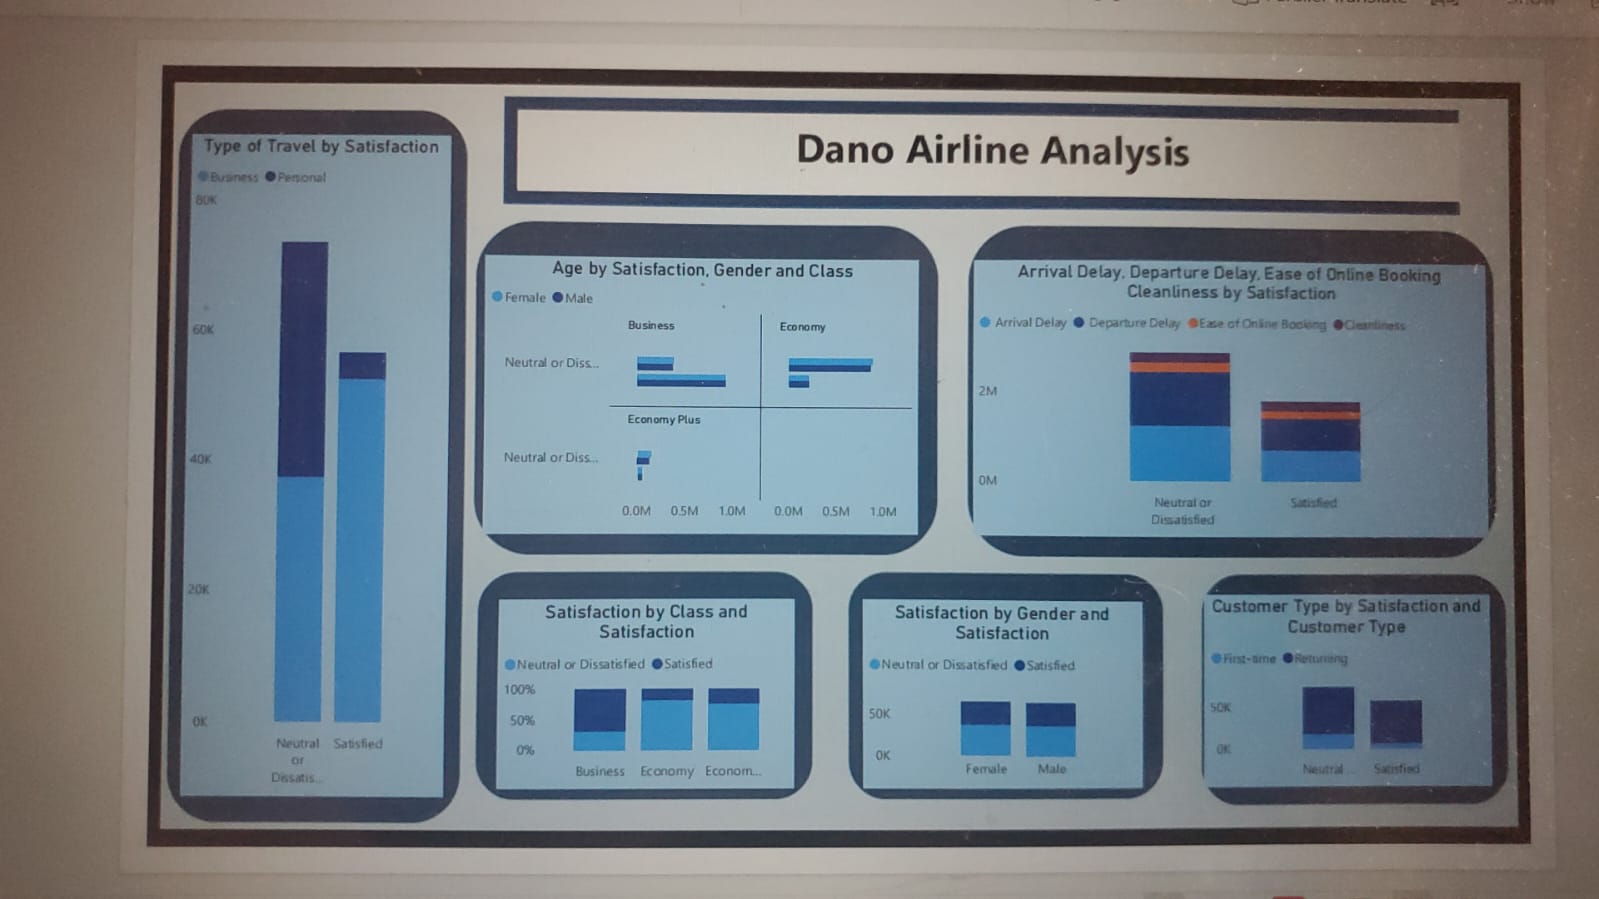 Dano Airline Analysis
Type of Travel by Satisfaction
Business Personal
80K
60K
40K
20K
0K
Neutral
or
Dissatis...
Satisfied
Age by Satisfaction, Gender and Class
Female Male
Business
Economy
Neutral or Diss...
Economy Plus
Neutral or Diss...
0.0M 0.5M 1.0M 0.0M 0.5M 1.0M
Arrival Delay, Departure Delay, Ease of Online Booking
Cleanliness by Satisfaction
Arrival Delay Departure Delay Ease of Online Booking Cleanliness
2M
0M
Neutral or
Dissatisfied
Satisfied
Satisfaction by Class and
Satisfaction
Neutral or Dissatisfied Satisfied
100%
50%
0%
Business Economy Econom...
Satisfaction by Gender and
Satisfaction
Neutral or Dissatisfied Satisfied
50K
0K
Female Male
Customer Type by Satisfaction and
Customer Type
First-time Returning
50K
0K
Neutral ... Satisfied